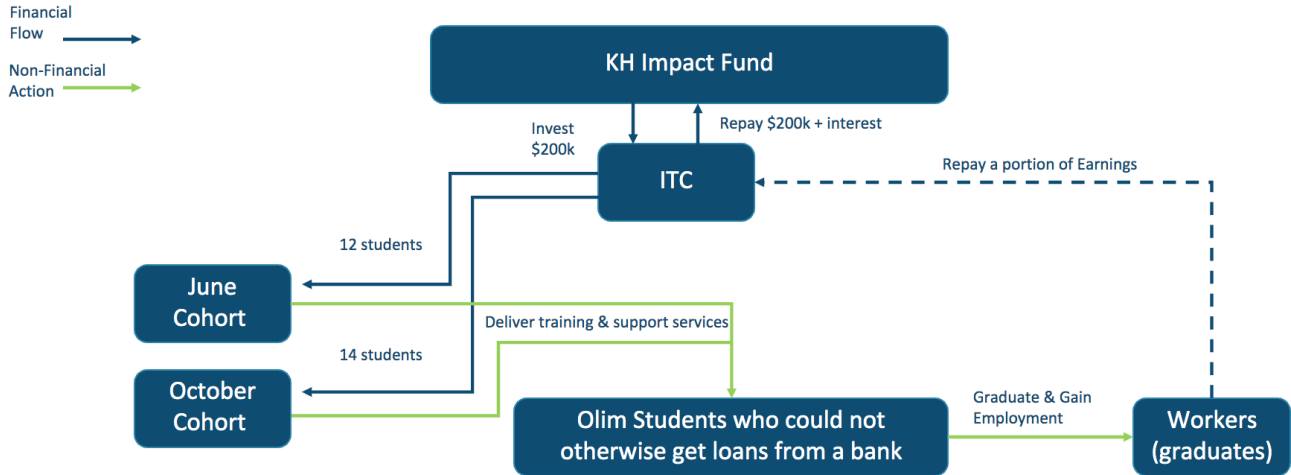 Financial
Flow
Non-Financial
Action
KH Impact Fund
Invest
$200k
Repay $200k + interest
ITC
Repay a portion of Earnings
12 students
June
Cohort
Deliver training & support services
14 students
October
Cohort
Olim Students who could not
otherwise get loans from a bank
Graduate & Gain
Employment
Workers
(graduates)